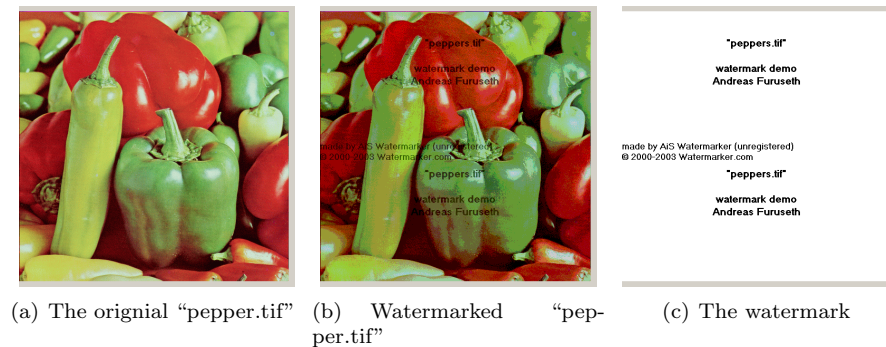 "peppers.tif"
watermark demo
Andreas Furuseth
made by AiS Watermarker (unregistered)
© 2000-2003 Watermarker.com
"peppers.tif"
watermark demo
Andreas Furuseth
"peppers.tif"
watermark demo
Andreas Furuseth
made by AiS Watermarker (unregistered)
© 2000-2003 Watermarker.com
"peppers.tif"
watermark demo
Andreas Furuseth
(a) The orignial “pepper.tif”
(b) Watermarked “pep-
per.tif”
(c) The watermark